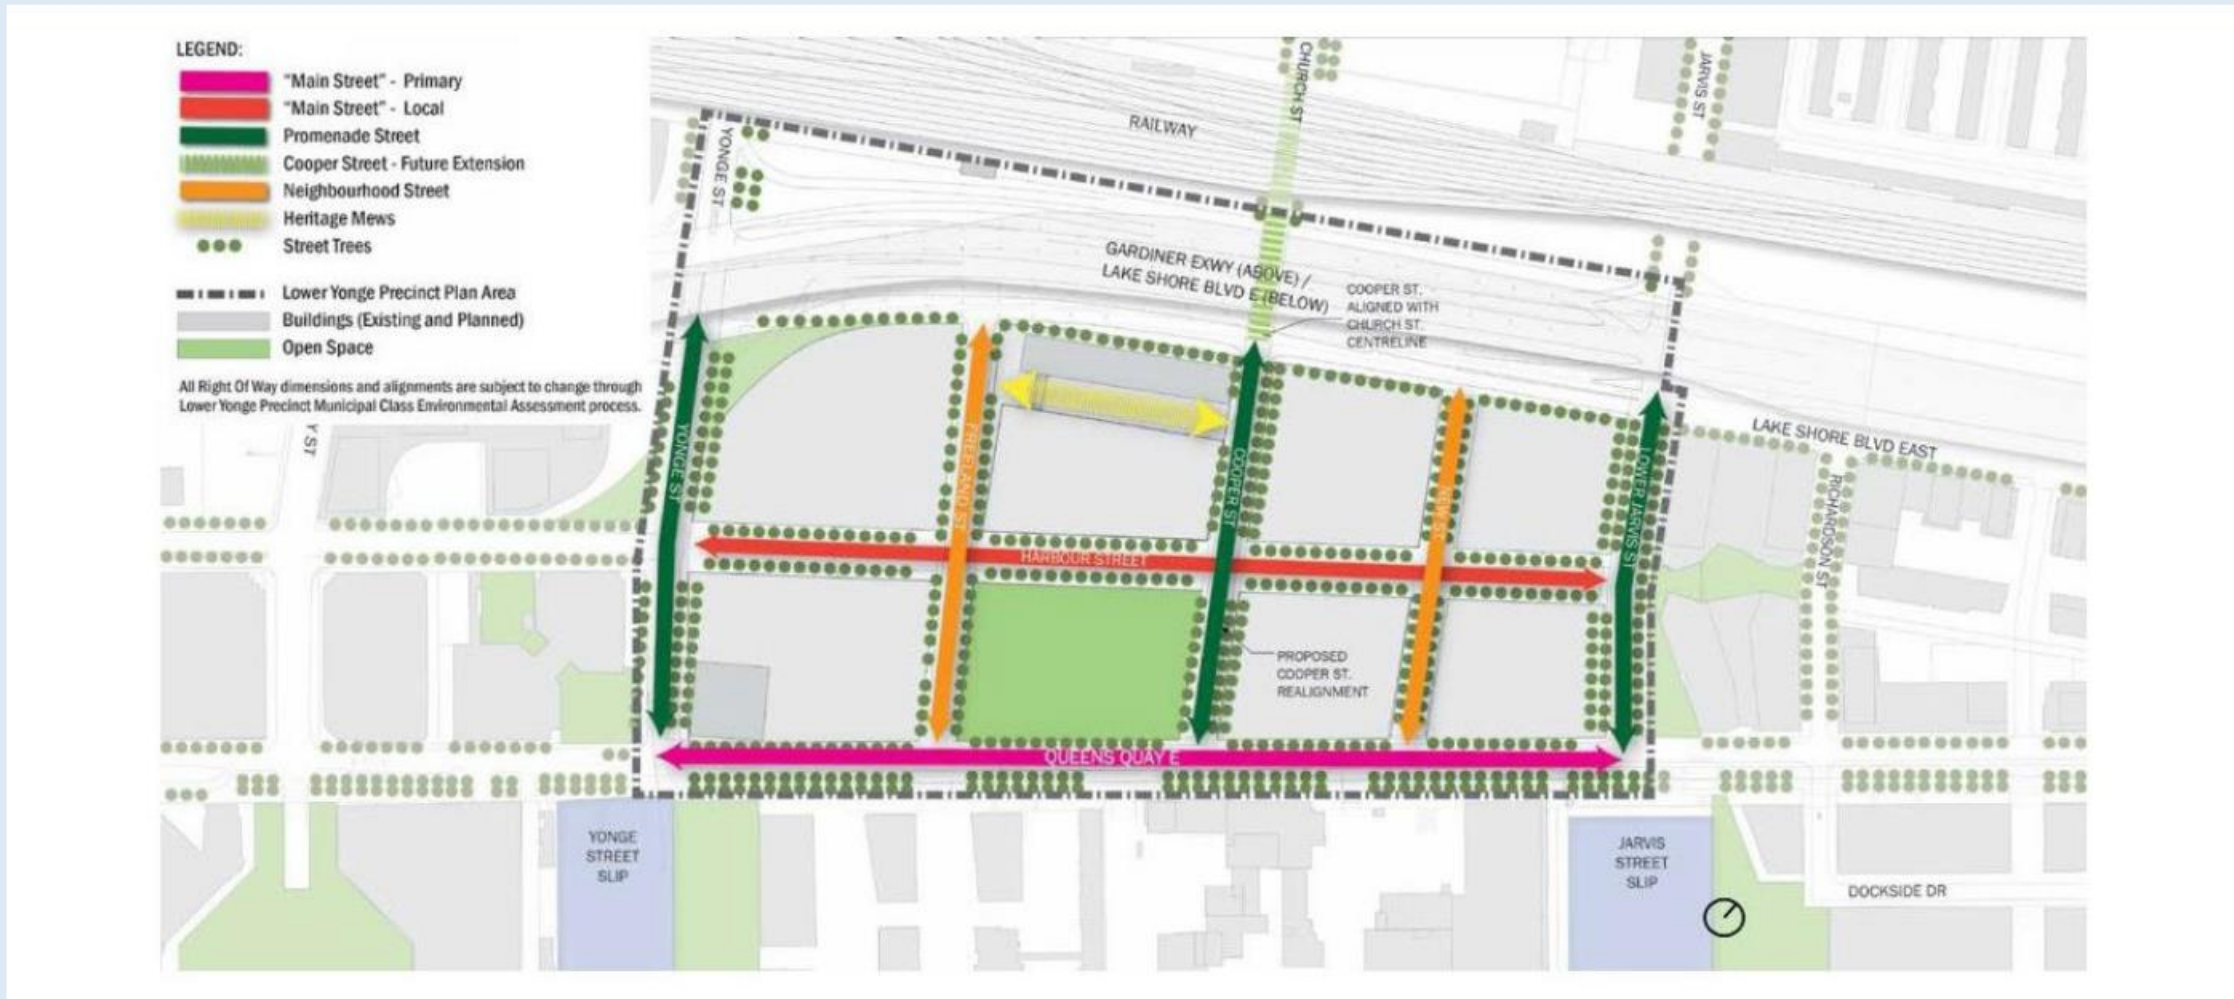 LEGEND:
"Main Street" - Primary
"Main Street" - Local
Promenade Street
Cooper Street - Future Extension
Neighbourhood Street
Heritage Mews
Street Trees
Lower Yonge Precinct Plan Area
Buildings (Existing and Planned)
Open Space
All Right Of Way dimensions and alignments are subject to change through
Lower Yonge Precinct Municipal Class Environmental Assessment process.
CHURCH ST
JARVIS ST
RAILWAY
YONGE ST
GARDINER EXWY (ABOVE) /
LAKE SHORE BLVD E (BELOW)
COOPER ST.
ALIGNED WITH
CHURCH ST.
CENTRELINE
LAKE SHORE BLVD EAST
Y ST
YONGE ST
FREELAND ST
COOPER ST
NEW ST
LOWER JARVIS ST
RICHARDSON ST
HARBOUR STREET
PROPOSED
COOPER ST.
REALIGNMENT
QUEENS QUAY E
YONGE
STREET
SLIP
JARVIS
STREET
SLIP
DOCKSIDE DR